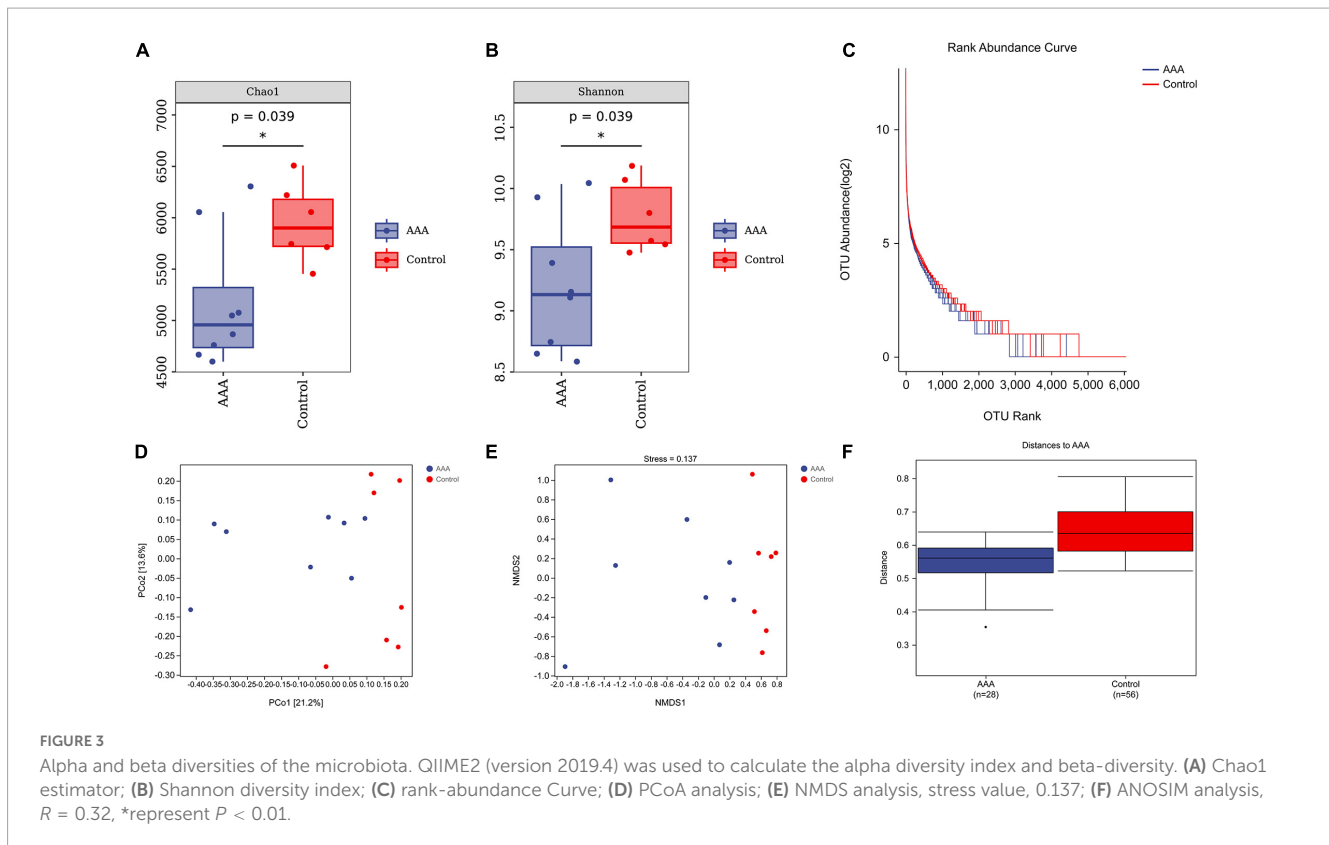 A
Chao1
p = 0.039
*
7000
6500
6000
5500
5000
4500
AAA
Control
AAA
Control
B
Shannon
p = 0.039
*
10.5
10.0
9.5
9.0
8.5
AAA
Control
AAA
Control
C
Rank Abundance Curve
AAA
Control
OTU Abundance(log2)
10
5
0
0 1,000 2,000 3,000 4,000 5,000 6,000
OTU Rank
D
AAA
Control
PCo2 [13.6%]
0.20
0.15
0.10
0.05
0.00
-0.05
-0.10
-0.15
-0.20
-0.25
-0.30
-0.40-0.35-0.30-0.25-0.20-0.15-0.10-0.05 0.00 0.05 0.10 0.15 0.20
PCo1 [21.2%]
E
Stress = 0.137
AAA
Control
NMDS2
1.0
0.8
0.6
0.4
0.2
0.0
-0.2
-0.4
-0.6
-0.8
-1.0
-2.0 -1.8 -1.6 -1.4 -1.2 -1.0 -0.8 -0.6 -0.4 -0.2 0.0 0.2 0.4 0.6 0.8
NMDS1
F
Distances to AAA
Distance
0.8
0.7
0.6
0.5
0.4
0.3
AAA
(n=28)
Control
(n=56)
FIGURE 3
Alpha and beta diversities of the microbiota. QIIME2 (version 2019.4) was used to calculate the alpha diversity index and beta-diversity. (A) Chao1
estimator; (B) Shannon diversity index; (C) rank-abundance Curve; (D) PCoA analysis; (E) NMDS analysis, stress value, 0.137; (F) ANOSIM analysis,
R = 0.32, *represent P < 0.01.